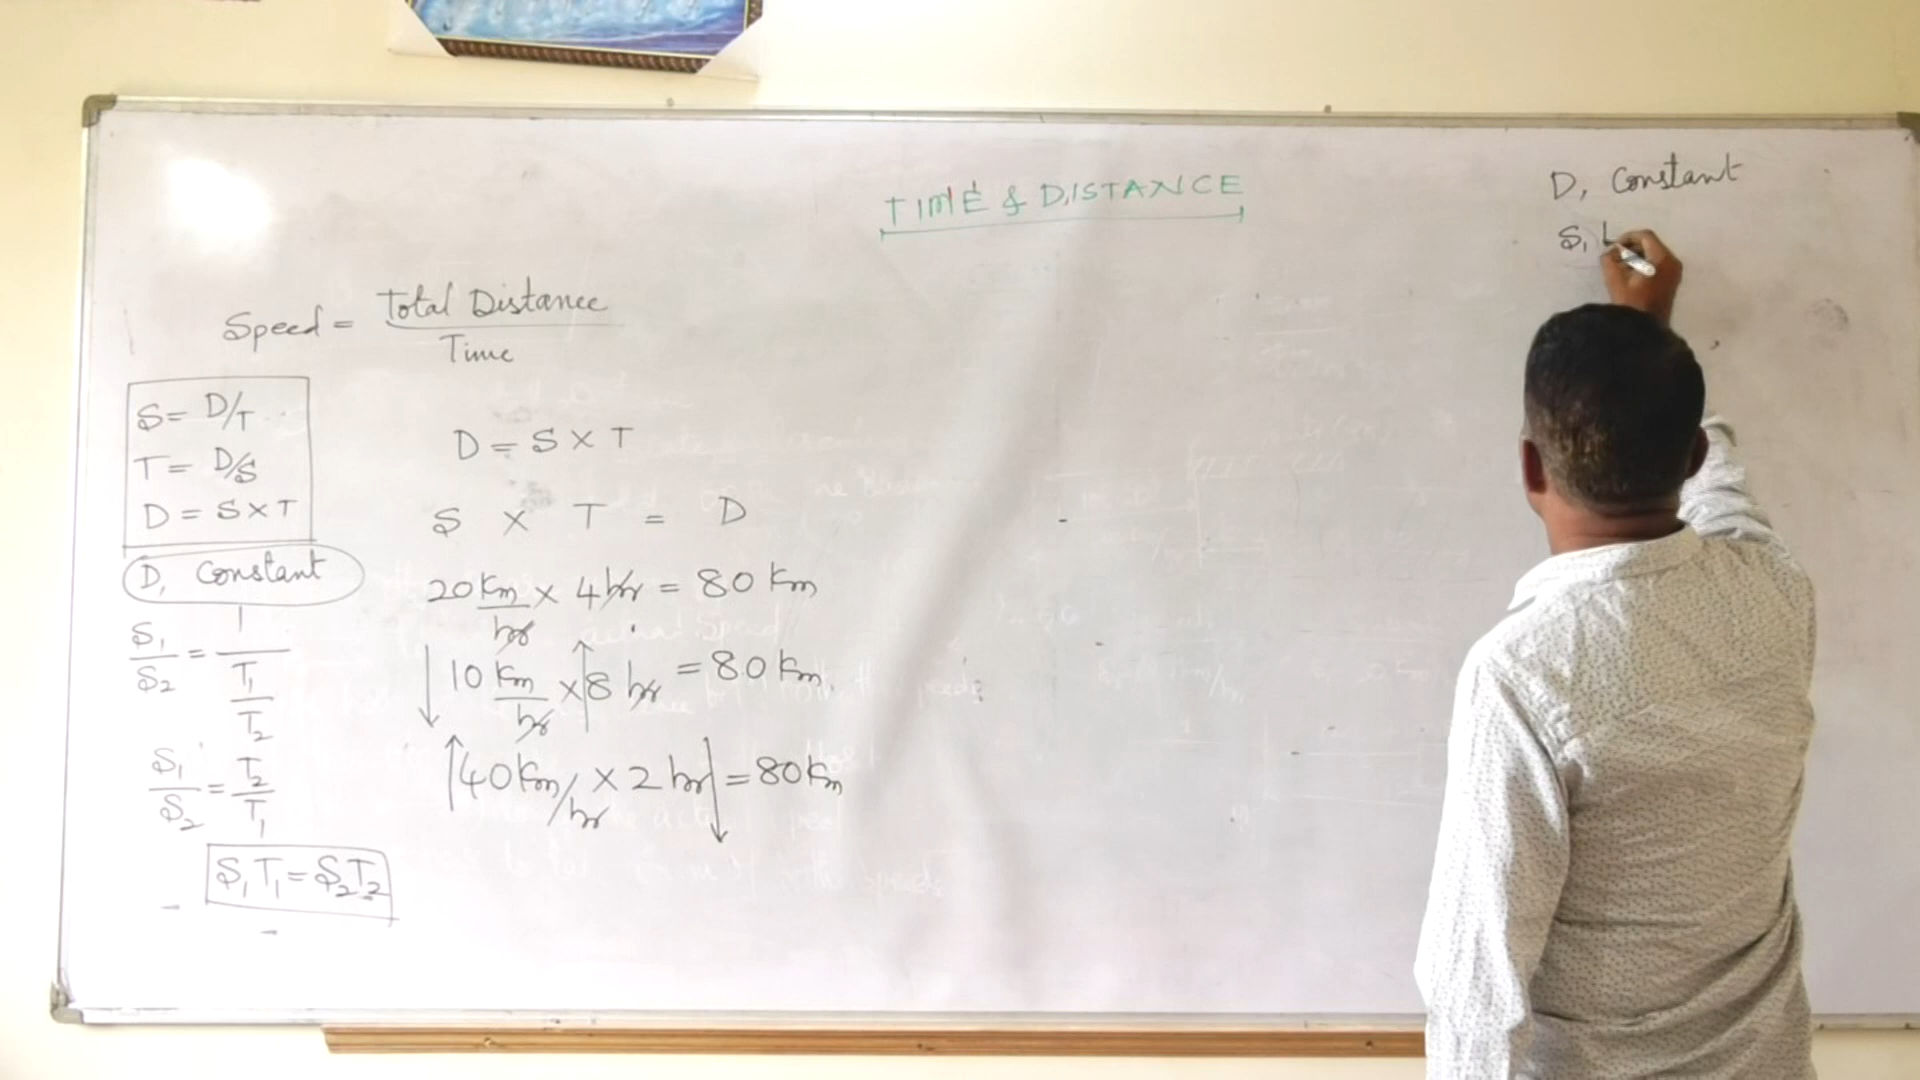 TIME & DISTANCE
D, Constant
S,
Speed = Total Distance / Time
S = D/T
T = D/S
D = S X T
D, Constant
S₁/S₂ = 1/(T₁/T₂)
S₁/S₂ = T₂/T₁
S₁T₁ = S₂T₂
D = S X T
S X T = D
20 Km/hr X 4 hr = 80 Km
10 Km/hr X 8 hr = 80 Km.
40 Km/hr X 2 hr = 80 Km